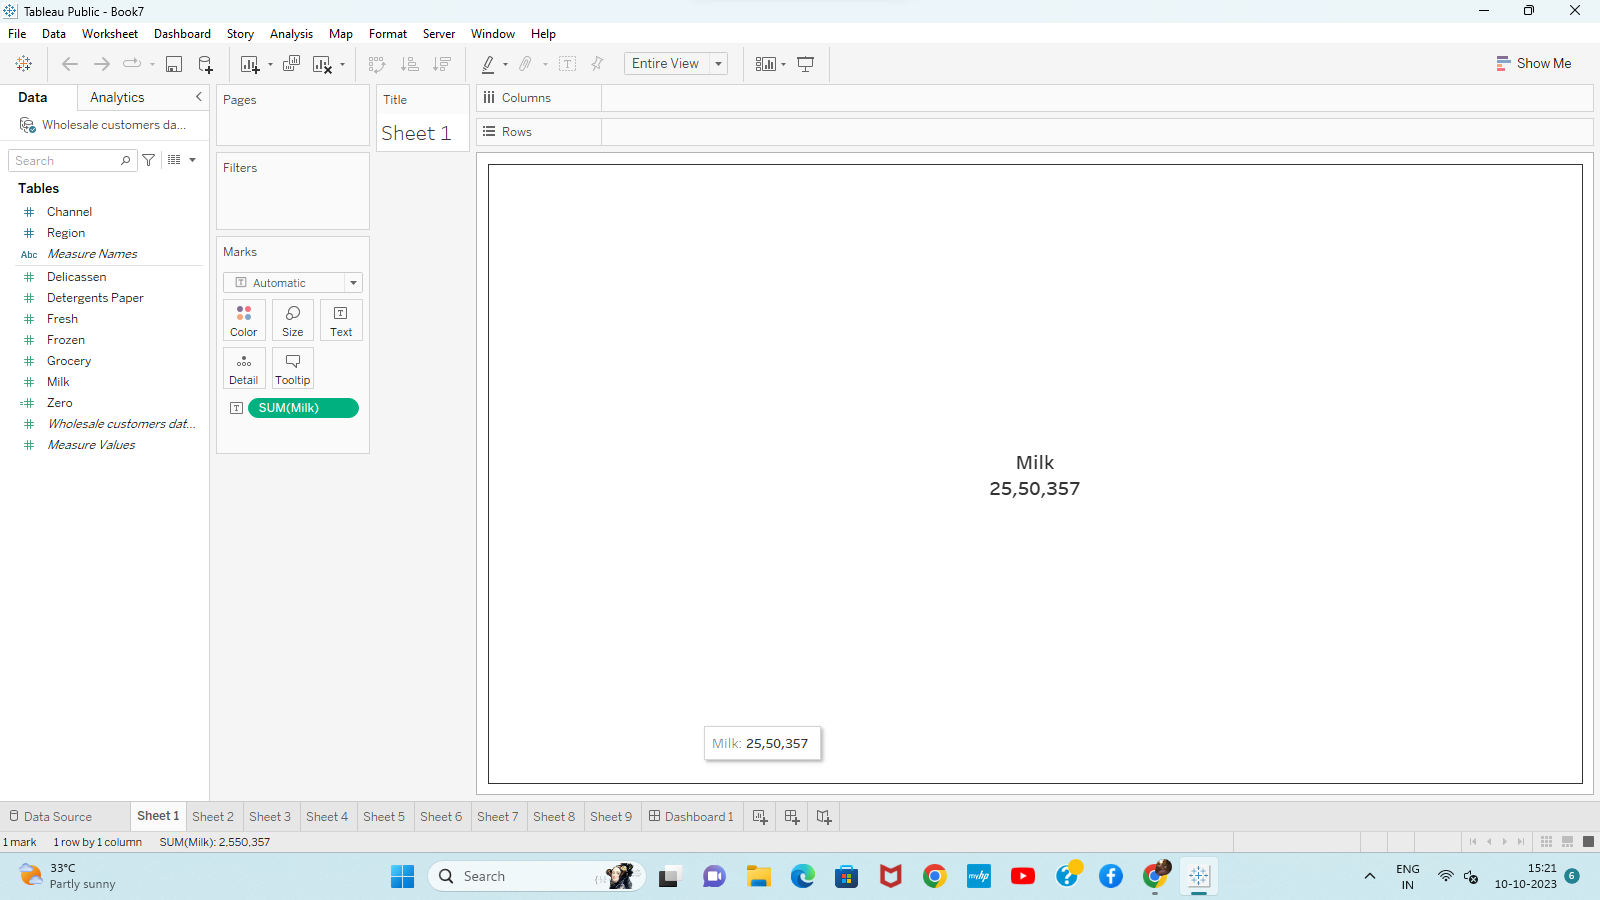 Tableau Public - Book7
File Data Worksheet Dashboard Story Analysis Map Format Server Window Help
Entire View
Show Me
Data Analytics
Wholesale customers da...
Search
Tables
Channel
Region
Abc Measure Names
Delicassen
Detergents Paper
Fresh
Frozen
Grocery
Milk
Zero
Wholesale customers dat...
Measure Values
Pages
Filters
Marks
Automatic
Color Size Text
Detail Tooltip
SUM(Milk)
Title
Sheet 1
Columns
Rows
Milk
25,50,357
Milk: 25,50,357
Data Source Sheet 1 Sheet 2 Sheet 3 Sheet 4 Sheet 5 Sheet 6 Sheet 7 Sheet 8 Sheet 9 Dashboard 1
1 mark 1 row by 1 column SUM(Milk): 2,550,357
33°C
Partly sunny
Search
myhp
ENG
IN
15:21
10-10-2023
6